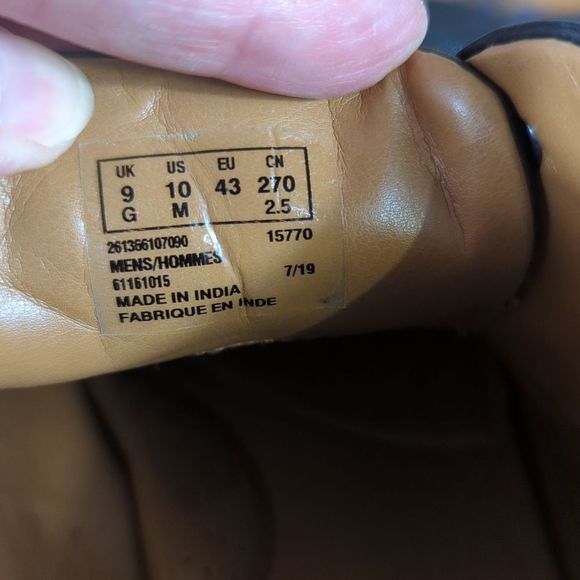 UK US EU CN
9 10 43 270
G M 2.5
261366107090 15770
MENS/HOMMES 7/19
61161015
MADE IN INDIA
FABRIQUE EN INDE